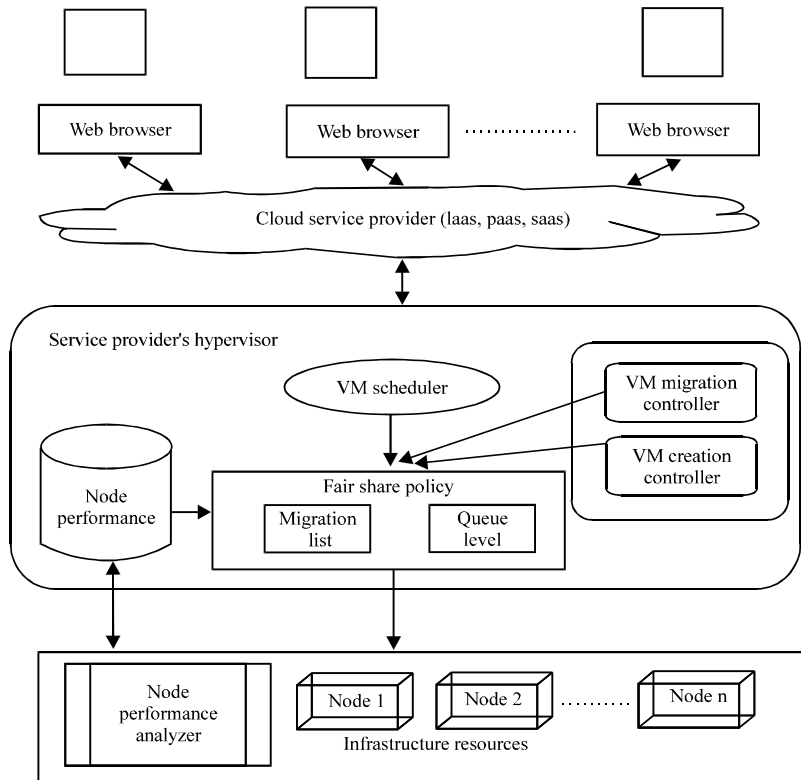 Web browser
Web browser
Web browser
Cloud service provider (Iaas, paas, saas)
Service provider's hypervisor
VM scheduler
VM migration
controller
VM creation
controller
Node
performance
Fair share policy
Migration
list
Queue
level
Node
performance
analyzer
Node 1
Node 2
Node n
Infrastructure resources